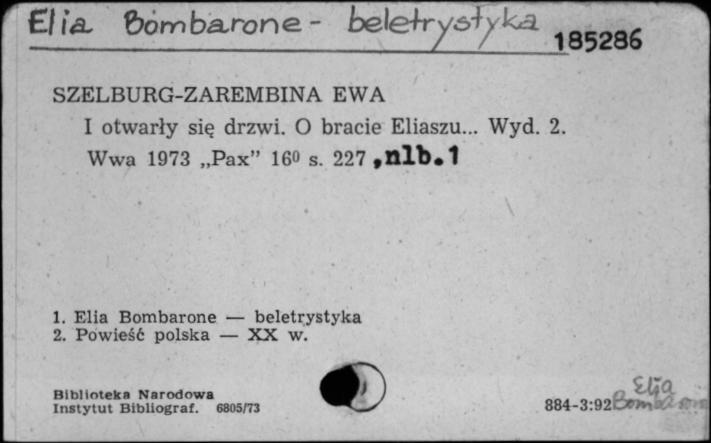 Elia Bombarone - beletrystyka
185286
SZELBURG-ZAREMBINA EWA
I otwarły się drzwi. O bracie Eliaszu... Wyd. 2.
Wwa 1973 „Pax” 16⁰ s. 227, nlb. 1
1. Elia Bombarone — beletrystyka
2. Powieść polska — XX w.
Biblioteka Narodowa
Instytut Bibliograf. 6805/73
Elia
884-3:92 Bombarone